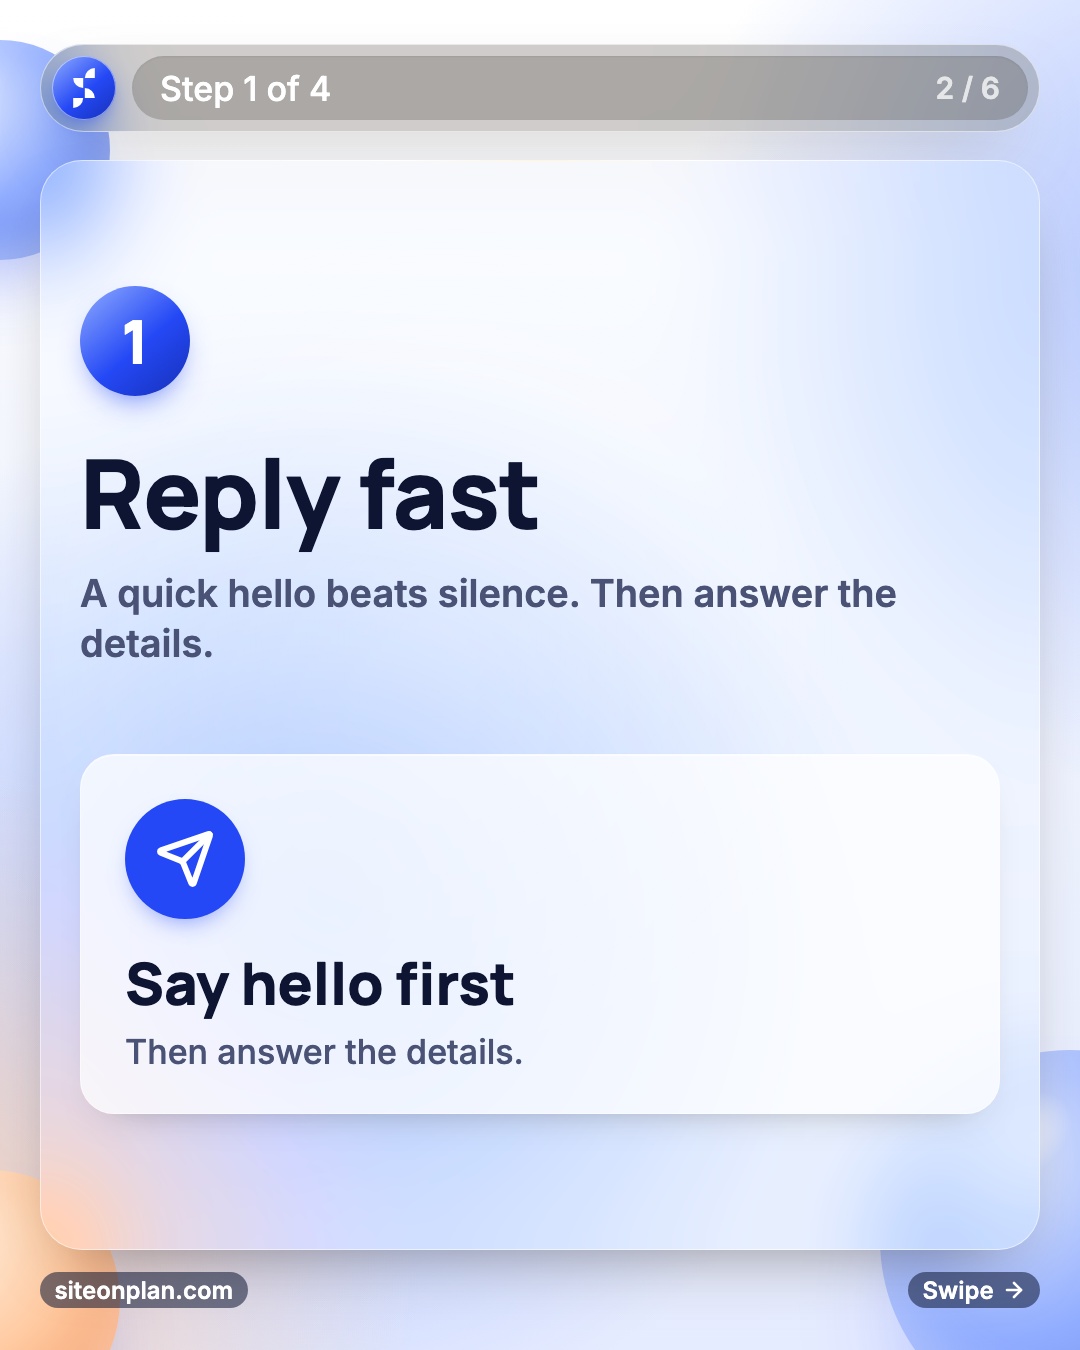 Step 1 of 4
2 / 6
1
Reply fast
A quick hello beats silence. Then answer the
details.
Say hello first
Then answer the details.
siteonplan.com
Swipe →